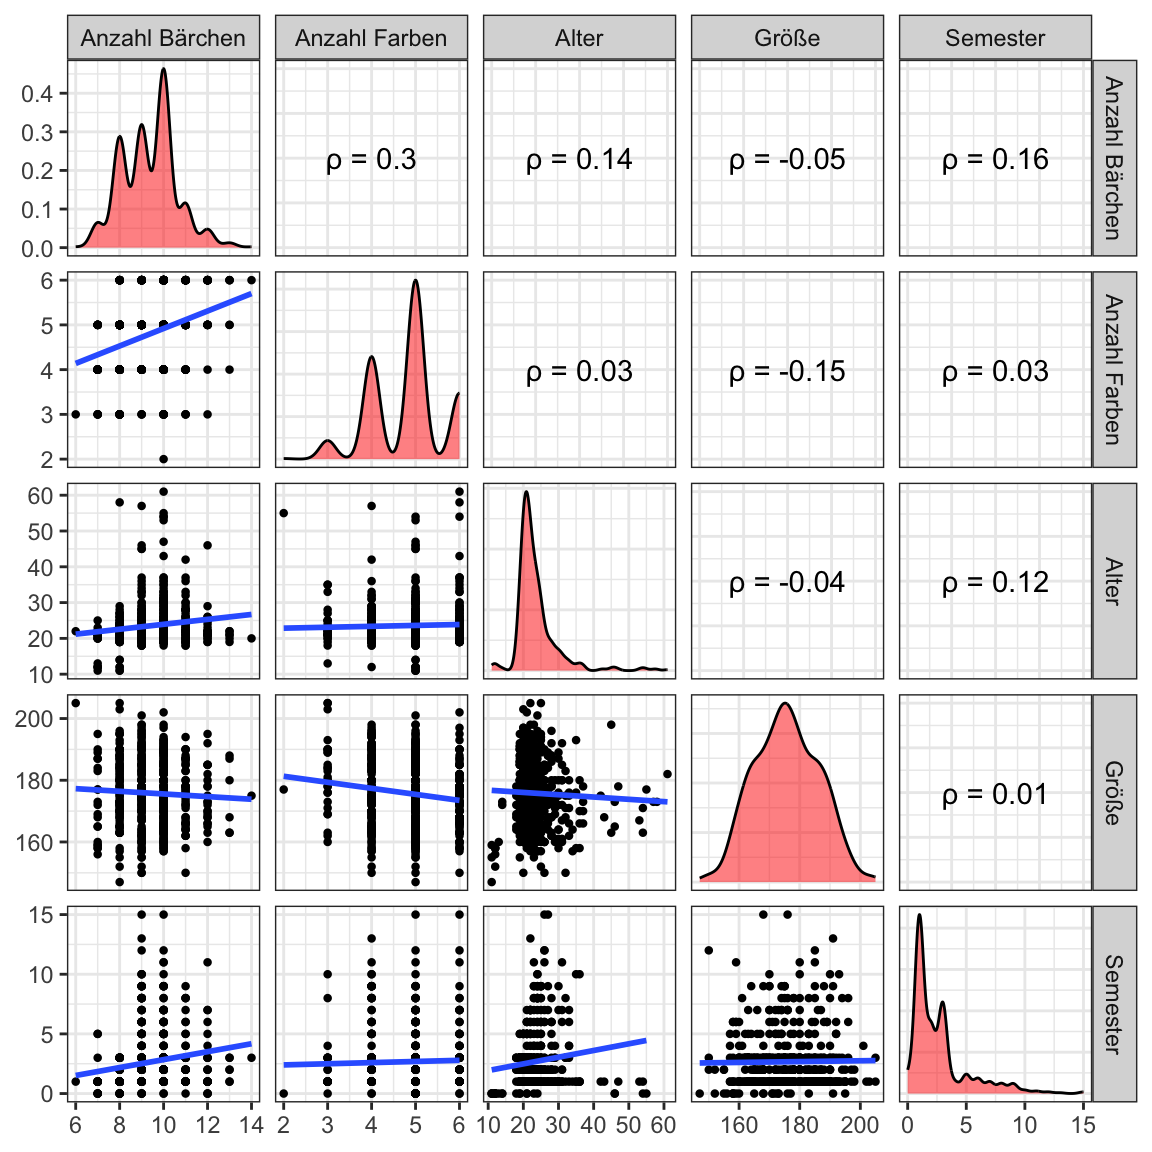 Anzahl Bärchen Anzahl Farben Alter Größe Semester
0.4
0.3
0.2
0.1
0.0
ρ = 0.3 ρ = 0.14 ρ = -0.05 ρ = 0.16
Anzahl Bärchen
6
5
4
3
2
ρ = 0.03 ρ = -0.15 ρ = 0.03
Anzahl Farben
60
50
40
30
20
10
ρ = -0.04 ρ = 0.12
Alter
200
180
160
ρ = 0.01
Größe
15
10
5
0
Semester
6 8 10 12 14 2 3 4 5 6 10 20 30 40 50 60 160 180 200 0 5 10 15